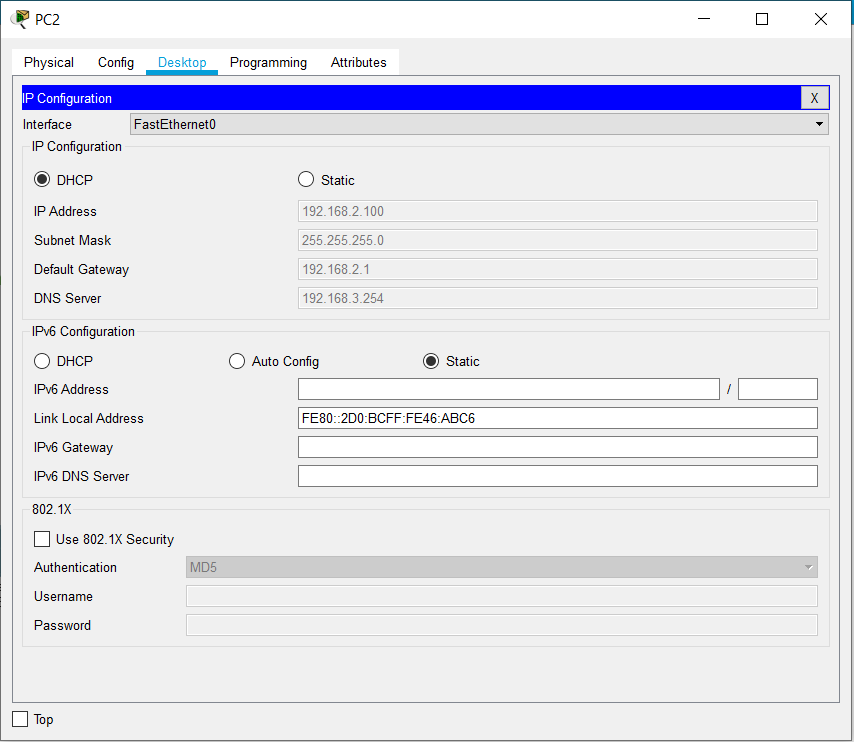 PC2
Physical Config Desktop Programming Attributes
IP Configuration X
Interface FastEthernet0
IP Configuration
DHCP Static
IP Address 192.168.2.100
Subnet Mask 255.255.255.0
Default Gateway 192.168.2.1
DNS Server 192.168.3.254
IPv6 Configuration
DHCP Auto Config Static
IPv6 Address /
Link Local Address FE80::2D0:BCFF:FE46:ABC6
IPv6 Gateway
IPv6 DNS Server
802.1X
Use 802.1X Security
Authentication MD5
Username
Password
Top